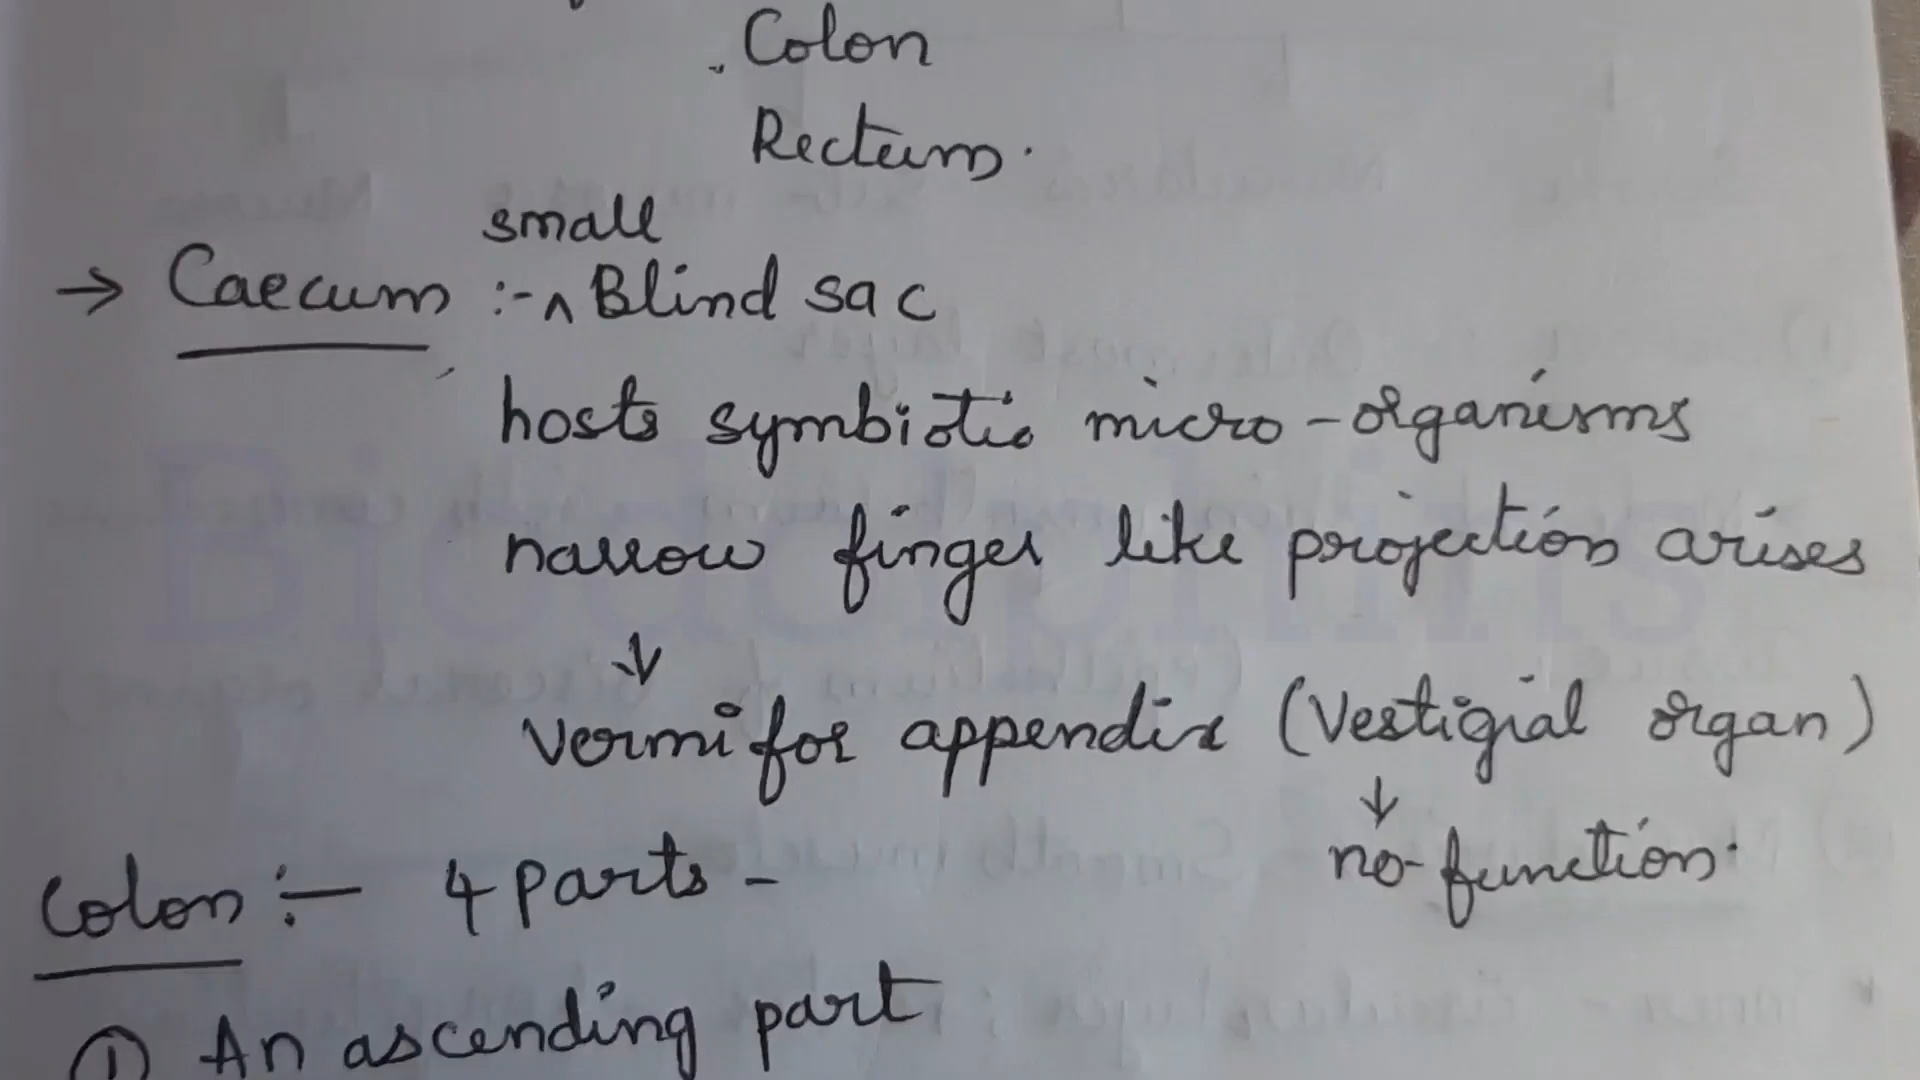 Colon
Rectum.
small
→ Caecum :- ^ Blind sac
hosts symbiotic micro-organisms
narrow finger like projection arises
↓
Vermifor appendix (Vestigial organ)
↓
no-function.
Colon :- 4 parts -
① An ascending part
Biodolphins